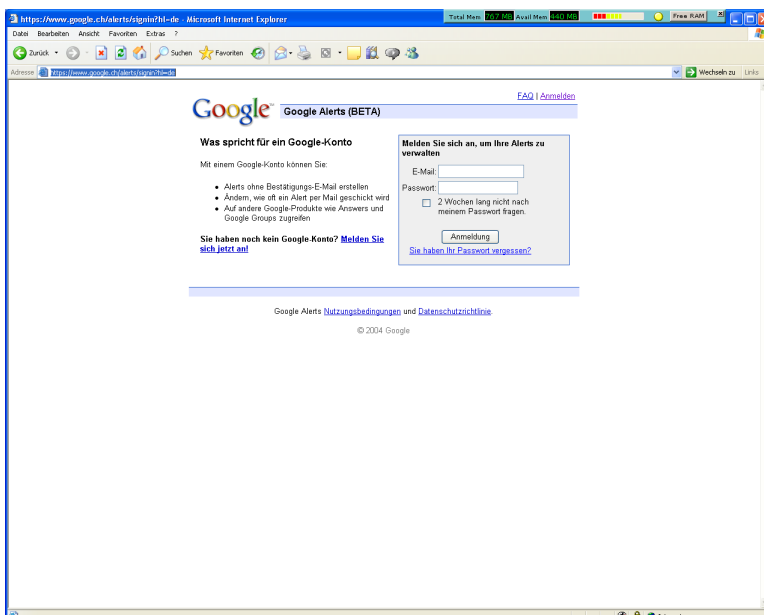 https://www.google.ch/alerts/signin?hl=de - Microsoft Internet Explorer
Total Mem 767 MB Avail Mem 440 MB Free RAM
Datei Bearbeiten Ansicht Favoriten Extras ?
Zurück Suchen Favoriten
Adresse https://www.google.ch/alerts/signin?hl=de Wechseln zu Links
FAQ | Anmelden
Google™ Google Alerts (BETA)
Was spricht für ein Google-Konto
Mit einem Google-Konto können Sie:
• Alerts ohne Bestätigungs-E-Mail erstellen
• Ändern, wie oft ein Alert per Mail geschickt wird
• Auf andere Google-Produkte wie Answers und
Google Groups zugreifen
Sie haben noch kein Google-Konto? Melden Sie
sich jetzt an!
Melden Sie sich an, um Ihre Alerts zu
verwalten
E-Mail:
Passwort:
2 Wochen lang nicht nach
meinem Passwort fragen.
Anmeldung
Sie haben Ihr Passwort vergessen?
Google Alerts Nutzungsbedingungen und Datenschutzrichtlinie.
© 2004 Google